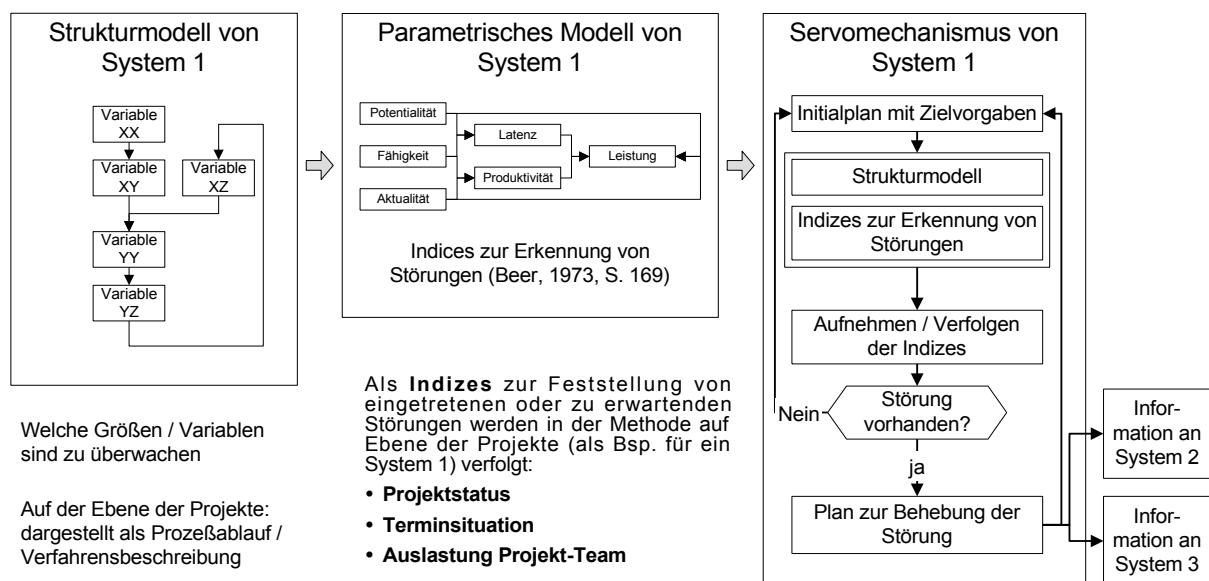 Strukturmodell von
System 1
Variable
XX
Variable
XY
Variable
XZ
Variable
YY
Variable
YZ
Welche Größen / Variablen
sind zu überwachen
Auf der Ebene der Projekte:
dargestellt als Prozeßablauf /
Verfahrensbeschreibung
Parametrisches Modell von
System 1
Potentialität
Latenz
Fähigkeit
Leistung
Produktivität
Aktualität
Indices zur Erkennung von
Störungen (Beer, 1973, S. 169)
Als Indizes zur Feststellung von
eingetretenen oder zu erwartenden
Störungen werden in der Methode auf
Ebene der Projekte (als Bsp. für ein
System 1) verfolgt:
• Projektstatus
• Terminsituation
• Auslastung Projekt-Team
Servomechanismus von
System 1
Initialplan mit Zielvorgaben
Strukturmodell
Indizes zur Erkennung von
Störungen
Aufnehmen / Verfolgen
der Indizes
Nein
Störung
vorhanden?
ja
Plan zur Behebung der
Störung
Infor-
mation an
System 2
Infor-
mation an
System 3